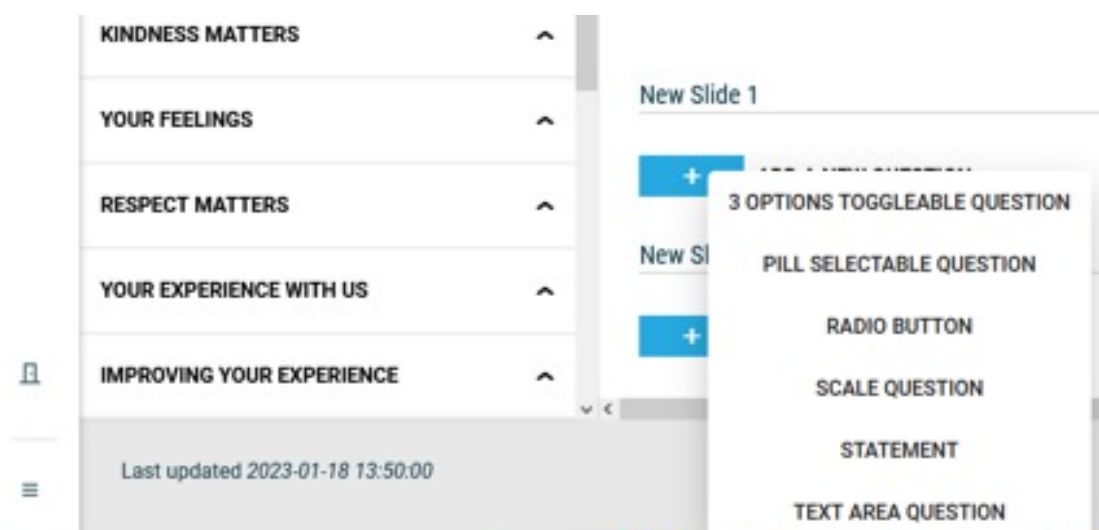 KINDNESS MATTERS
YOUR FEELINGS
RESPECT MATTERS
YOUR EXPERIENCE WITH US
IMPROVING YOUR EXPERIENCE
Last updated 2023-01-18 13:50:00
New Slide 1
+
3 OPTIONS TOGGLEABLE QUESTION
New Sl
PILL SELECTABLE QUESTION
RADIO BUTTON
+
SCALE QUESTION
STATEMENT
TEXT AREA QUESTION